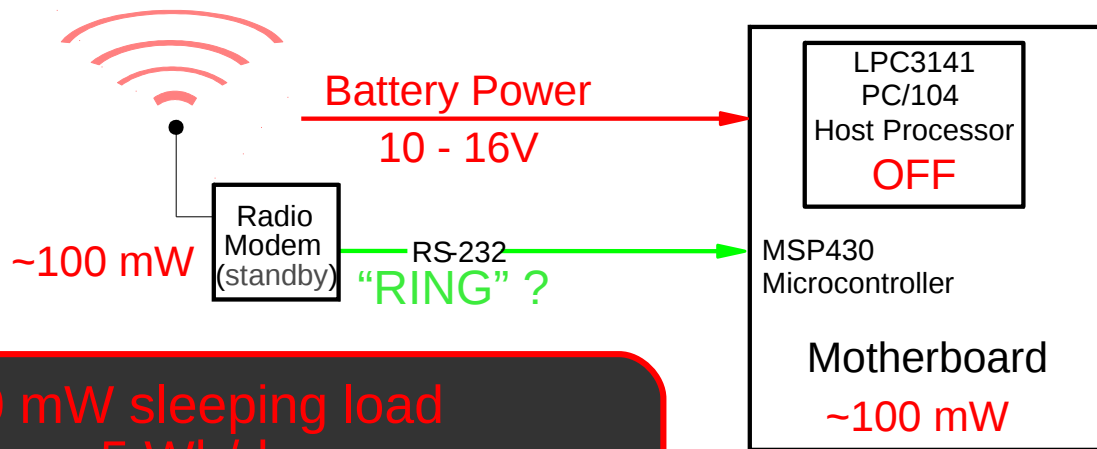 Battery Power
10 - 16V
LPC3141
PC/104
Host Processor
OFF
Radio
Modem
(standby)
~100 mW
RS-232
“RING” ?
MSP430
Microcontroller
Motherboard
~100 mW
mW sleeping load